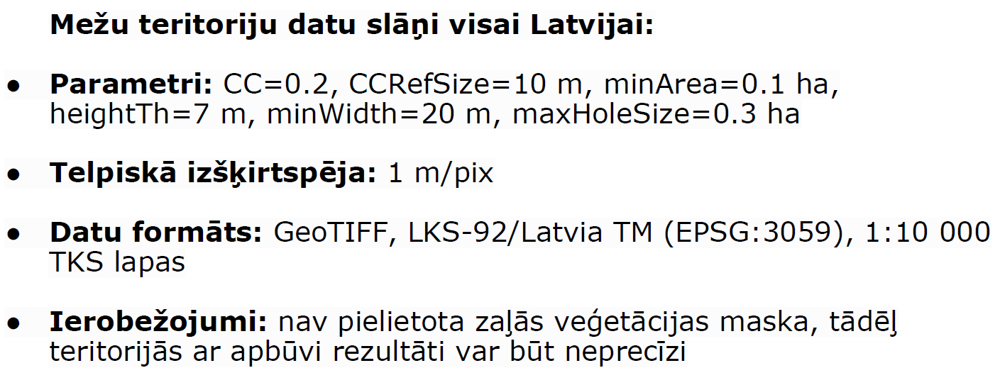 Mežu teritoriju datu slāņi visai Latvijai:
● Parametri: CC=0.2, CCRefSize=10 m, minArea=0.1 ha,
heightTh=7 m, minWidth=20 m, maxHoleSize=0.3 ha
● Telpiskā izšķirtspēja: 1 m/pix
● Datu formāts: GeoTIFF, LKS-92/Latvia TM (EPSG:3059), 1:10 000
TKS lapas
● Ierobežojumi: nav pielietota zaļās veģetācijas maska, tādēļ
teritorijās ar apbūvi rezultāti var būt neprecīzi